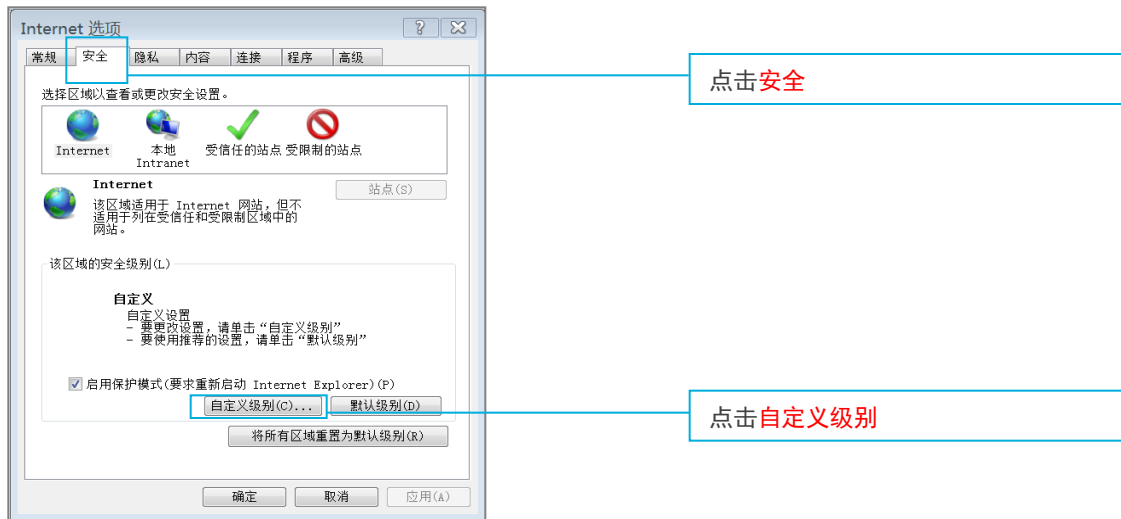 Internet 选项
常规 安全 隐私 内容 连接 程序 高级
点击安全
选择区域以查看或更改安全设置。
Internet
本地
Intranet
受信任的站点
受限制的站点
Internet
站点(S)
该区域适用于 Internet 网站，但不
适用于列在受信任和受限制区域中的
网站。
该区域的安全级别(L)
自定义
自定义设置
- 要更改设置，请单击“自定义级别”
- 要使用推荐的设置，请单击“默认级别”
启用保护模式(要求重新启动 Internet Explorer)(P)
自定义级别(C)... 默认级别(D)
点击自定义级别
将所有区域重置为默认级别(R)
确定 取消 应用(A)